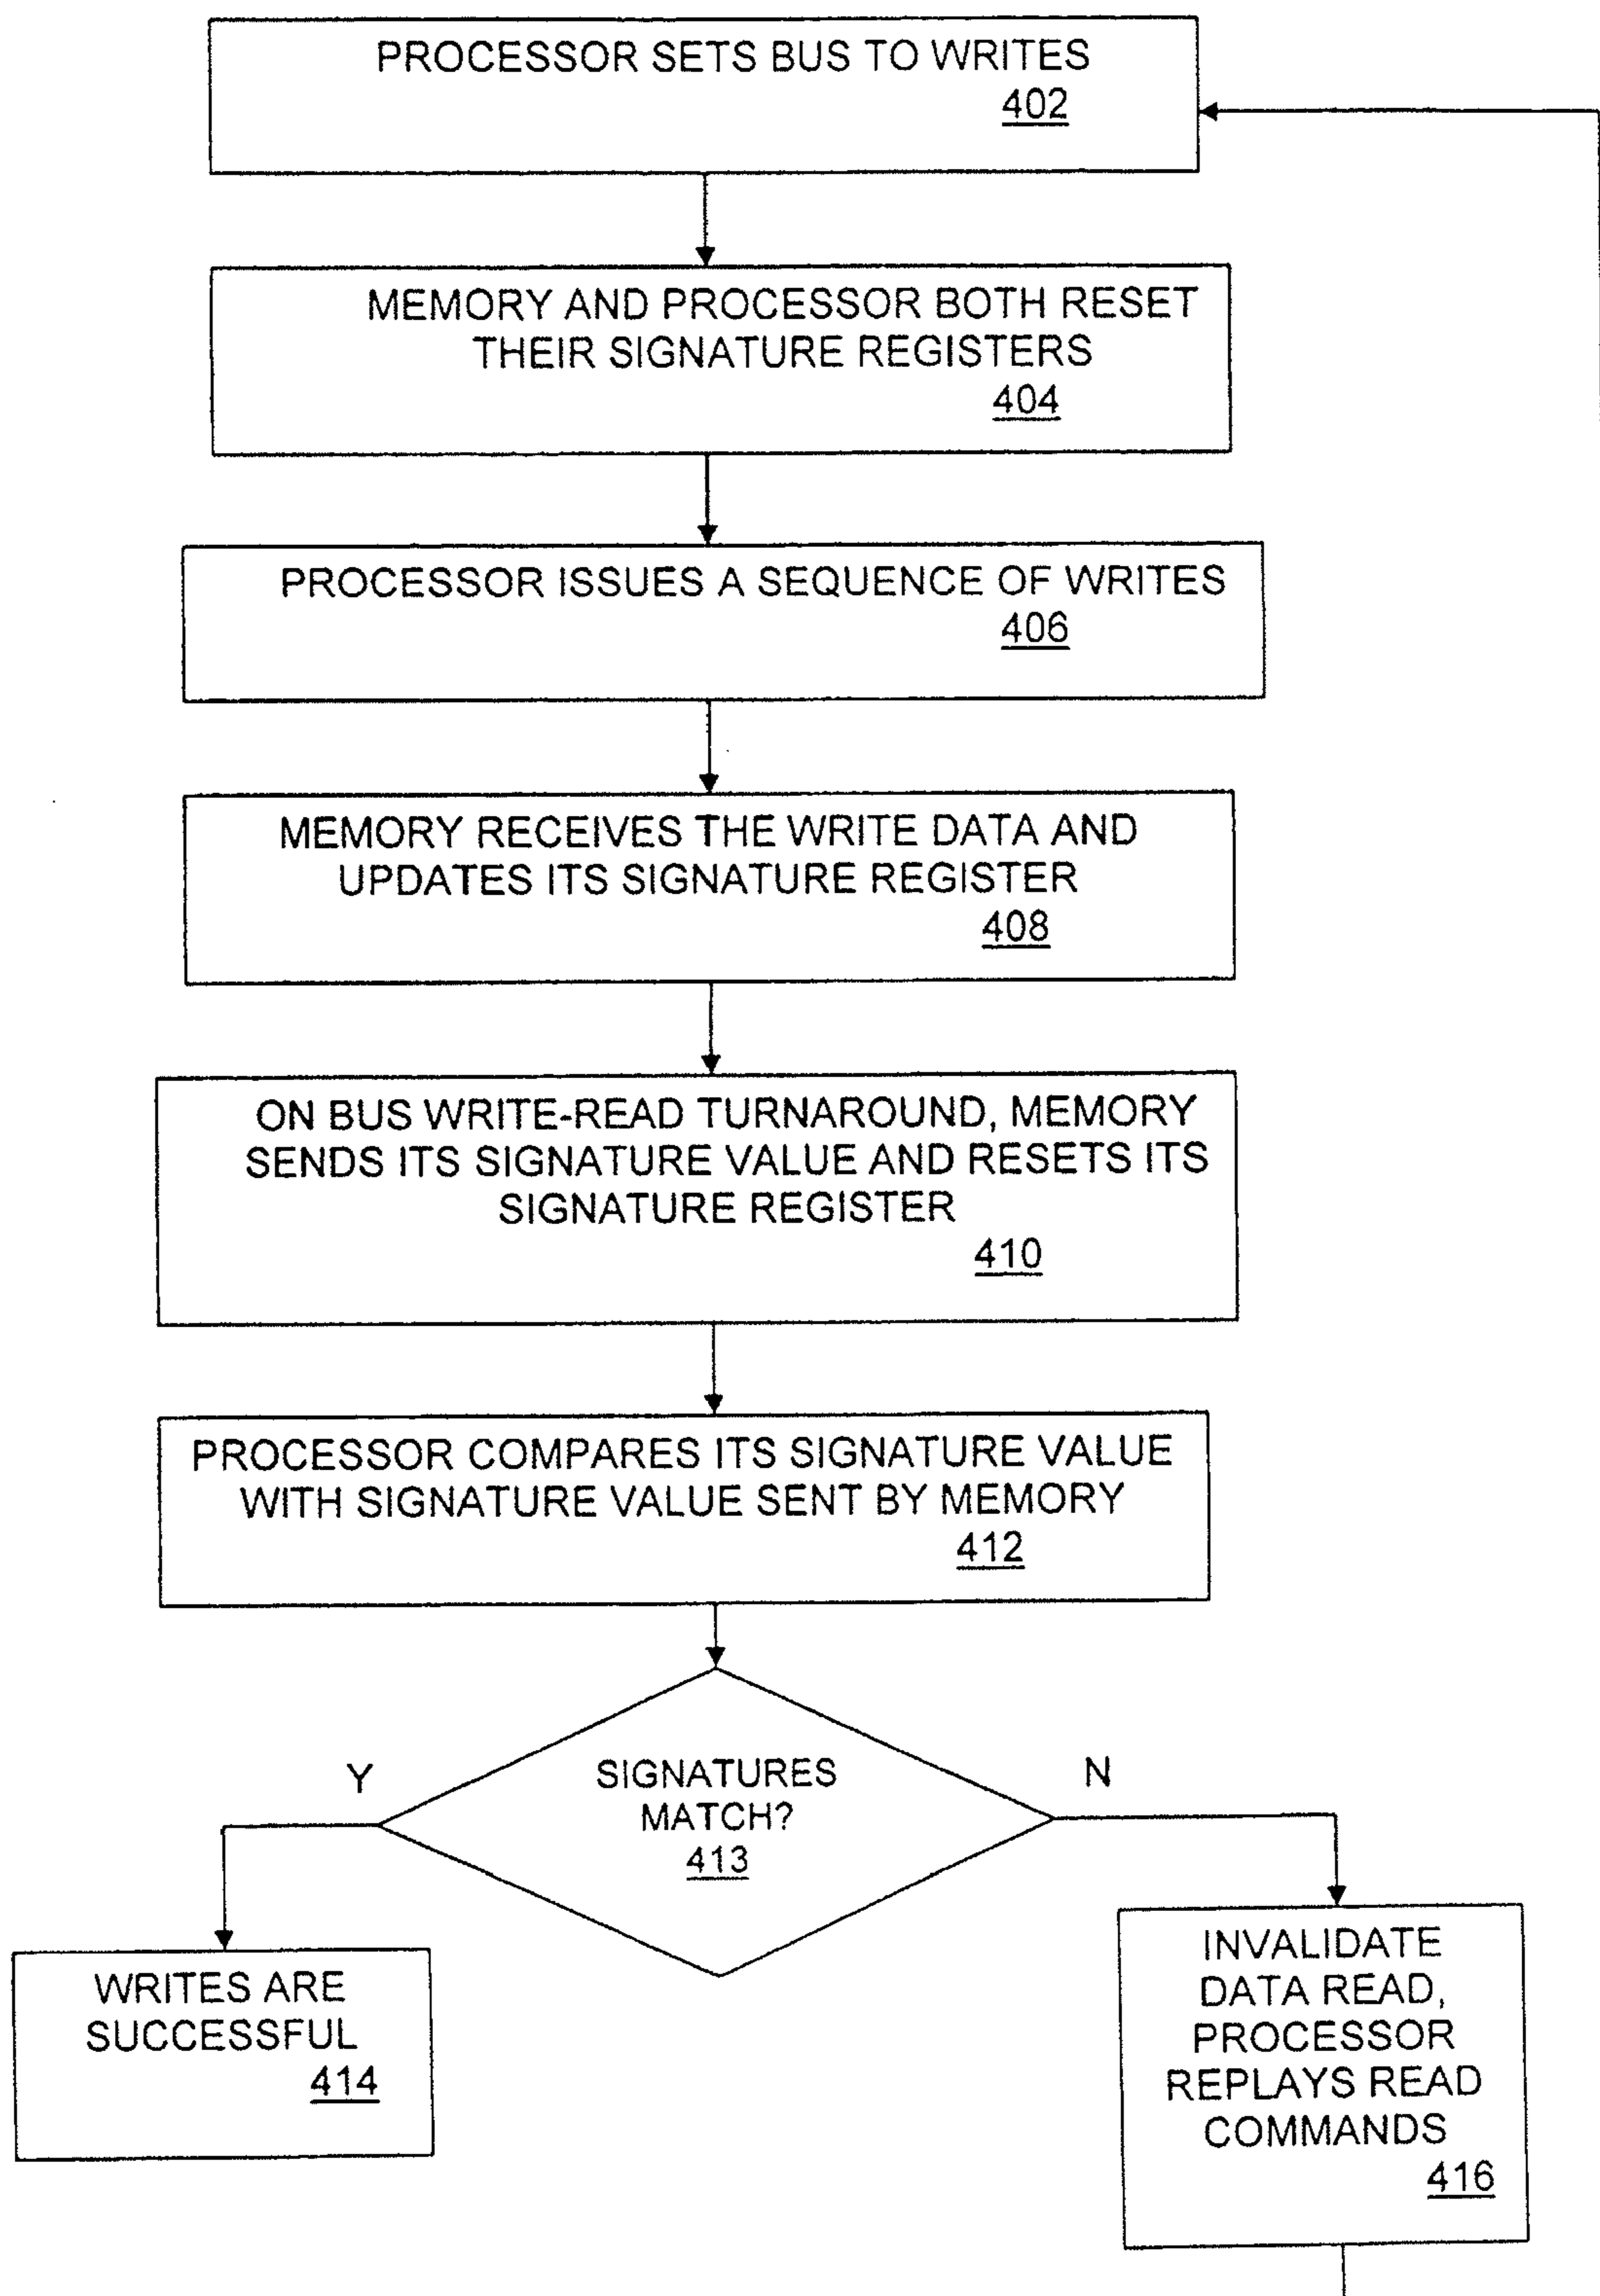 PROCESSOR SETS BUS TO WRITES
402
MEMORY AND PROCESSOR BOTH RESET
THEIR SIGNATURE REGISTERS
404
PROCESSOR ISSUES A SEQUENCE OF WRITES
406
MEMORY RECEIVES THE WRITE DATA AND
UPDATES ITS SIGNATURE REGISTER
408
ON BUS WRITE-READ TURNAROUND, MEMORY
SENDS ITS SIGNATURE VALUE AND RESETS ITS
SIGNATURE REGISTER
410
PROCESSOR COMPARES ITS SIGNATURE VALUE
WITH SIGNATURE VALUE SENT BY MEMORY
412
Y
SIGNATURES
MATCH?
413
N
WRITES ARE
SUCCESSFUL
414
INVALIDATE
DATA READ,
PROCESSOR
REPLAYS READ
COMMANDS
416